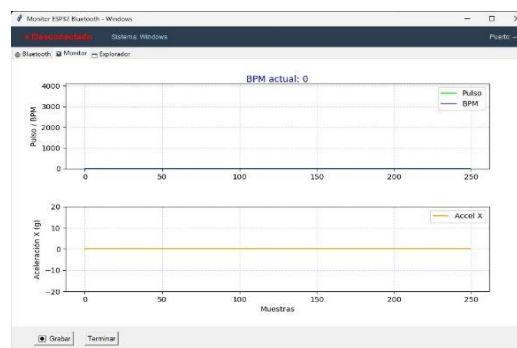 Monitor ESP32 Bluetooth - Windows
● Desconectado Sistema: Windows Puerto: --
Bluetooth Monitor Explorador
BPM actual: 0
Pulso
BPM
Pulso / BPM
4000
3000
2000
1000
0
0 50 100 150 200 250
Accel X
Aceleración X (g)
20
10
0
−10
−20
0 50 100 150 200 250
Muestras
Grabar Terminar